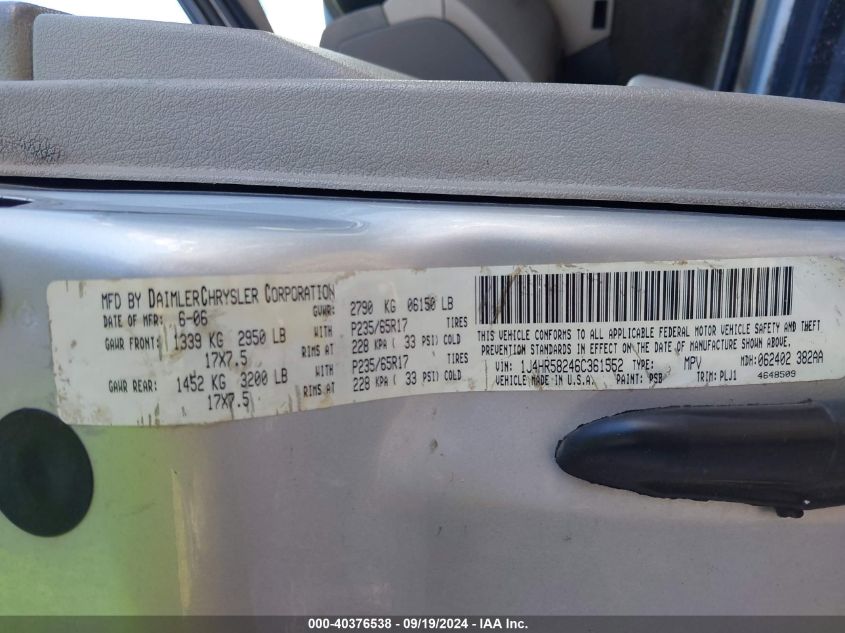 MFD BY DAIMLERCHRYSLER CORPORATION
DATE OF MFR: 6-06 GVWR: 2790 KG 06150 LB
GAWR FRONT: 1339 KG 2950 LB WITH P235/65R17 TIRES
17X7.5 RIMS AT 228 KPA ( 33 PSI) COLD
GAWR REAR: 1452 KG 3200 LB WITH P235/65R17 TIRES
17X7.5 RIMS AT 228 KPA ( 33 PSI) COLD
THIS VEHICLE CONFORMS TO ALL APPLICABLE FEDERAL MOTOR VEHICLE SAFETY AND THEFT
PREVENTION STANDARDS IN EFFECT ON THE DATE OF MANUFACTURE SHOWN ABOVE.
VIN: 1J4HR58246C361552 TYPE: MPV MDH: 062402 382AA
VEHICLE MADE IN U.S.A. PAINT: PSB TRIM: PLJ1 4648509
000-40376538 - 09/19/2024 - IAA Inc.